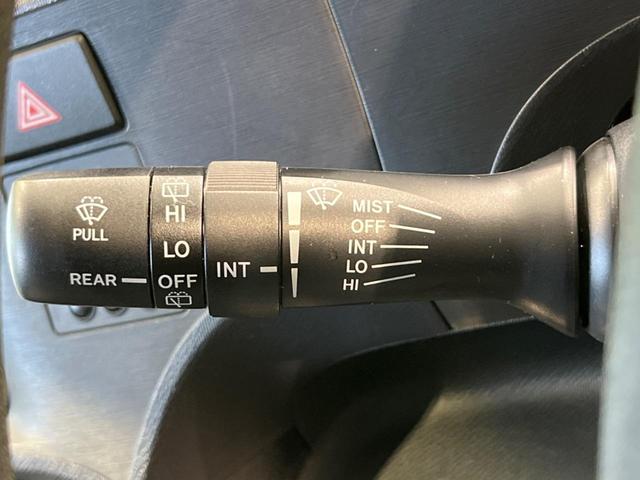 PULL
REAR
HI
LO
OFF
INT
MIST
OFF
INT
LO
HI